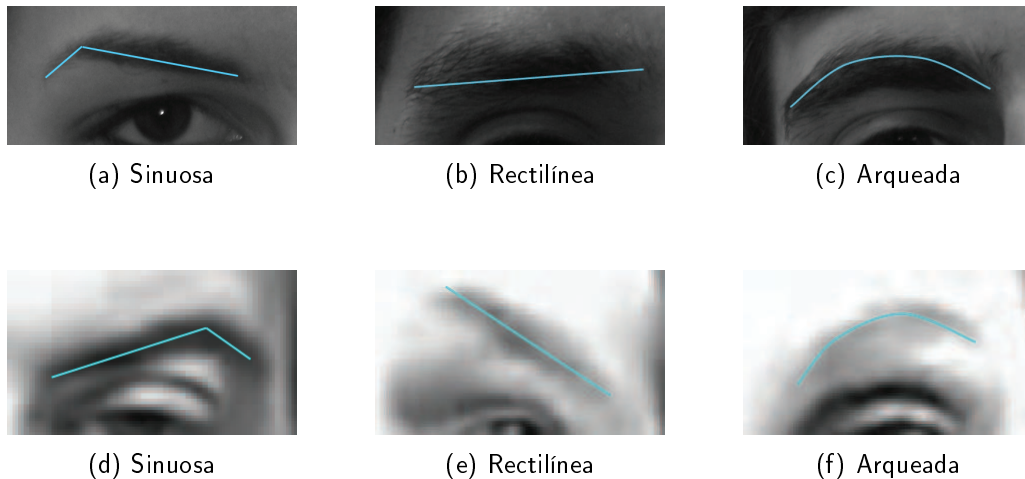 (a) Sinuosa
(b) Rectilínea
(c) Arqueada
(d) Sinuosa
(e) Rectilínea
(f) Arqueada